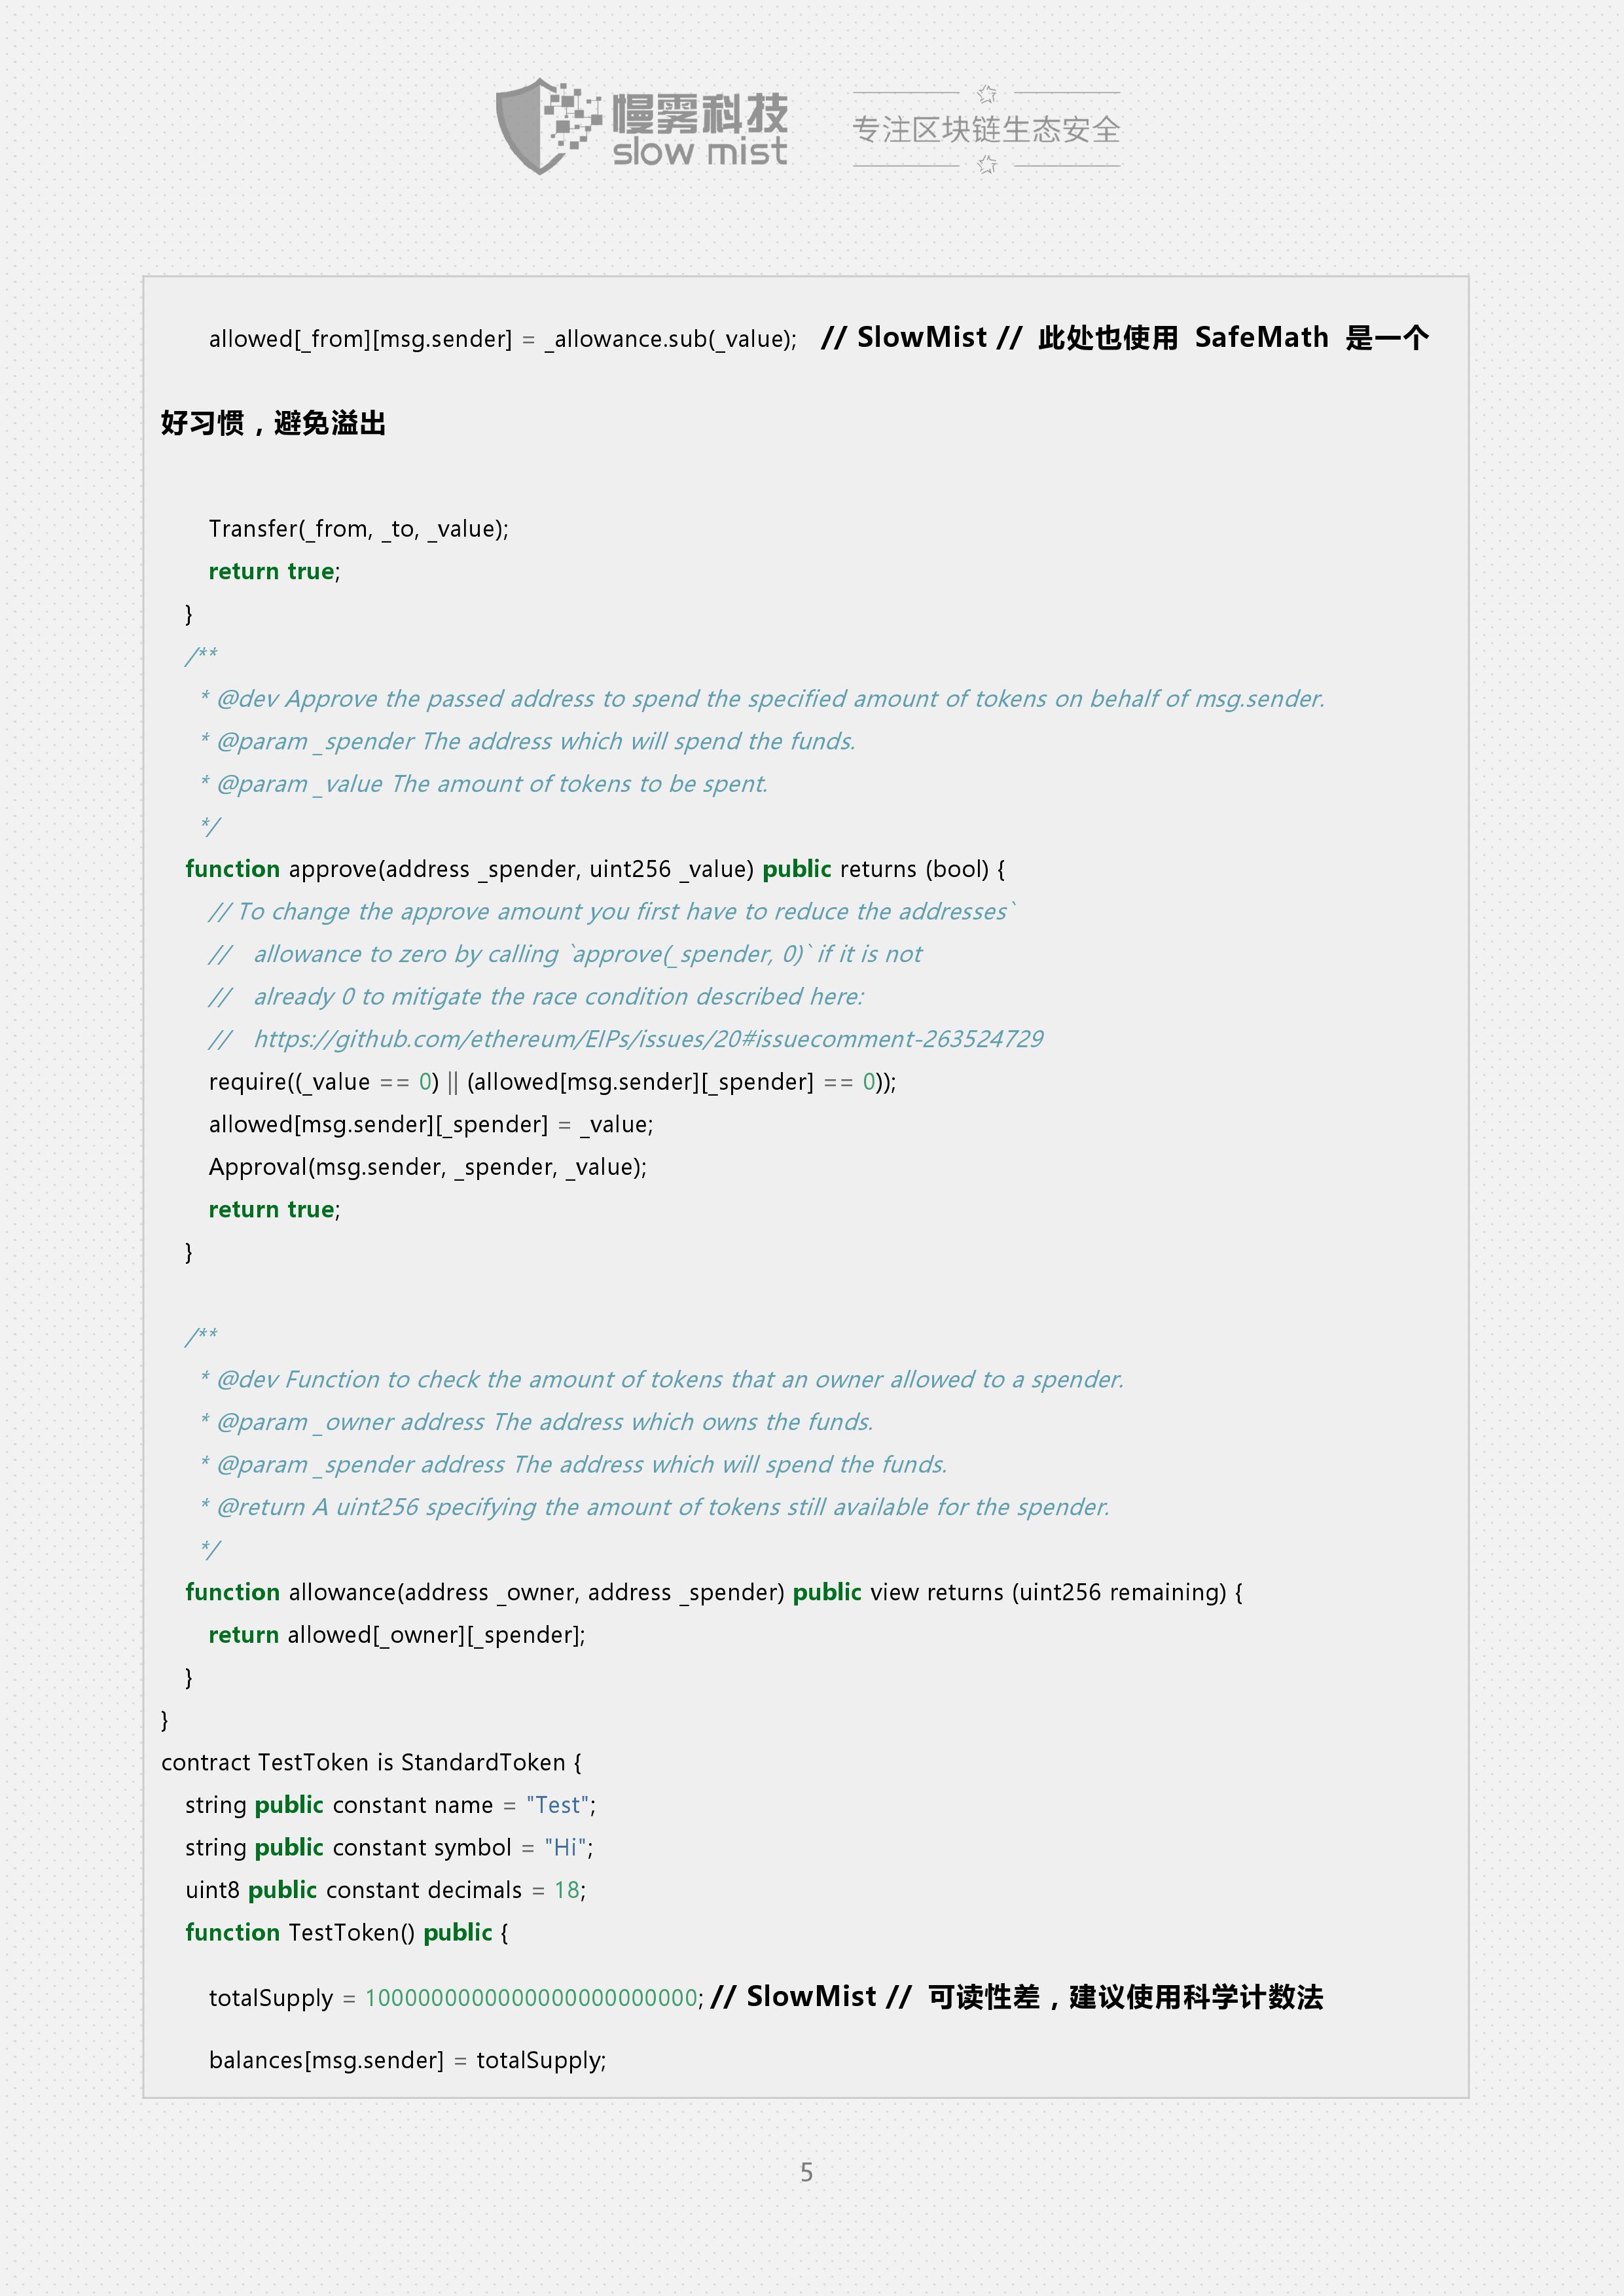 慢雾科技
slow mist
专注区块链生态安全
allowed[_from][msg.sender] = _allowance.sub(_value); // SlowMist // 此处也使用 SafeMath 是一个
好习惯，避免溢出
Transfer(_from, _to, _value);
return true;
}
/**
* @dev Approve the passed address to spend the specified amount of tokens on behalf of msg.sender.
* @param _spender The address which will spend the funds.
* @param _value The amount of tokens to be spent.
*/
function approve(address _spender, uint256 _value) public returns (bool) {
// To change the approve amount you first have to reduce the addresses`
// allowance to zero by calling `approve(_spender, 0)` if it is not
// already 0 to mitigate the race condition described here:
// https://github.com/ethereum/EIPs/issues/20#issuecomment-263524729
require((_value == 0) || (allowed[msg.sender][_spender] == 0));
allowed[msg.sender][_spender] = _value;
Approval(msg.sender, _spender, _value);
return true;
}
/**
* @dev Function to check the amount of tokens that an owner allowed to a spender.
* @param _owner address The address which owns the funds.
* @param _spender address The address which will spend the funds.
* @return A uint256 specifying the amount of tokens still available for the spender.
*/
function allowance(address _owner, address _spender) public view returns (uint256 remaining) {
return allowed[_owner][_spender];
}
}
contract TestToken is StandardToken {
string public constant name = "Test";
string public constant symbol = "Hi";
uint8 public constant decimals = 18;
function TestToken() public {
totalSupply = 1000000000000000000000000; // SlowMist // 可读性差，建议使用科学计数法
balances[msg.sender] = totalSupply;
5